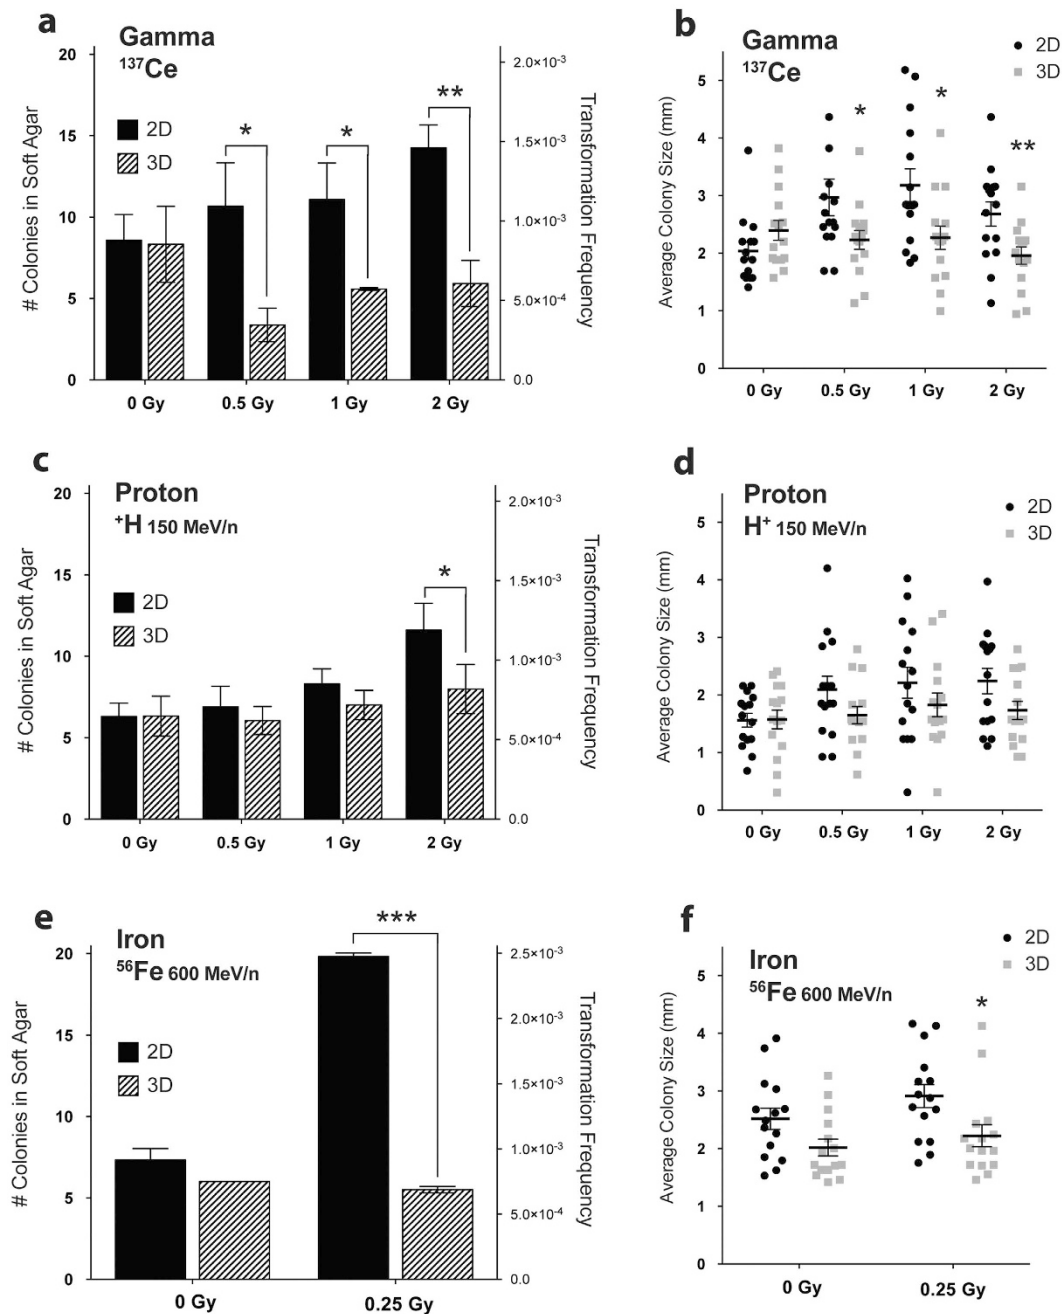 a
Gamma
¹³⁷Ce
2D
3D
# Colonies in Soft Agar
Transformation Frequency
20
15
10
5
0
2.0×10⁻³
1.5×10⁻³
1.0×10⁻³
5.0×10⁻⁴
0.0
*
*
**
0 Gy
0.5 Gy
1 Gy
2 Gy
b
Gamma
¹³⁷Ce
2D
3D
Average Colony Size (mm)
5
4
3
2
1
0
*
*
**
0 Gy
0.5 Gy
1 Gy
2 Gy
c
Proton
⁺H 150 MeV/n
2D
3D
# Colonies in Soft Agar
Transformation Frequency
20
15
10
5
0
2.0×10⁻³
1.5×10⁻³
1.0×10⁻³
5.0×10⁻⁴
0.0
*
0 Gy
0.5 Gy
1 Gy
2 Gy
d
Proton
H⁺ 150 MeV/n
2D
3D
Average Colony Size (mm)
5
4
3
2
1
0
0 Gy
0.5 Gy
1 Gy
2 Gy
e
Iron
⁵⁶Fe 600 MeV/n
2D
3D
# Colonies in Soft Agar
Transformation Frequency
20
15
10
5
0
2.5×10⁻³
2.0×10⁻³
1.5×10⁻³
1.0×10⁻³
5.0×10⁻⁴
0.0
***
0 Gy
0.25 Gy
f
Iron
⁵⁶Fe 600 MeV/n
2D
3D
Average Colony Size (mm)
5
4
3
2
1
0
*
0 Gy
0.25 Gy